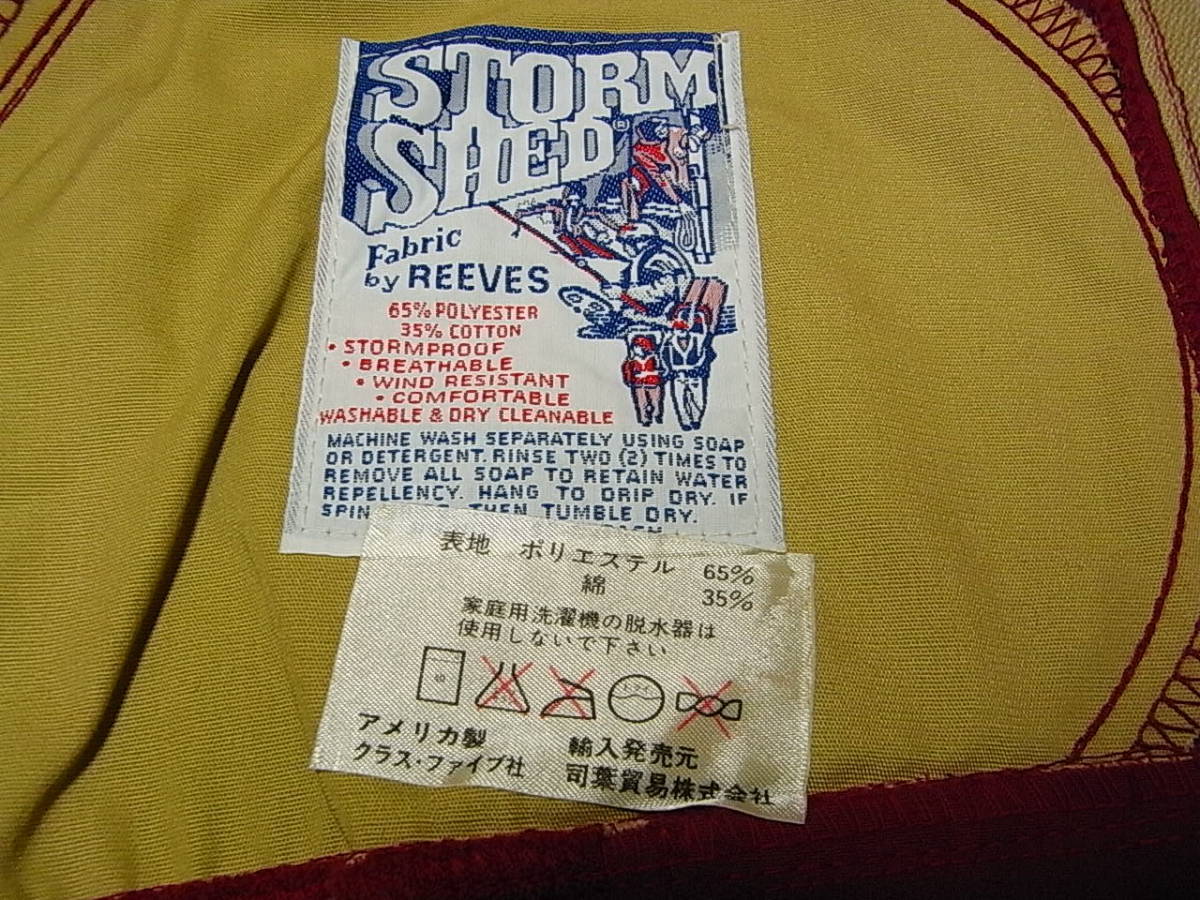 STORM
SHED®
Fabric
by REEVES
65% POLYESTER
35% COTTON
• STORMPROOF
• BREATHABLE
• WIND RESISTANT
• COMFORTABLE
WASHABLE & DRY CLEANABLE
MACHINE WASH SEPARATELY USING SOAP
OR DETERGENT. RINSE TWO (2) TIMES TO
REMOVE ALL SOAP TO RETAIN WATER
REPELLENCY. HANG TO DRIP DRY. IF
SPIN THEN TUMBLE DRY.
表地 ポリエステル 65%
綿 35%
家庭用洗濯機の脱水器は
使用しないで下さい
40
アメリカ製 輸入発売元
クラス・ファイブ社 司葉貿易株式会社